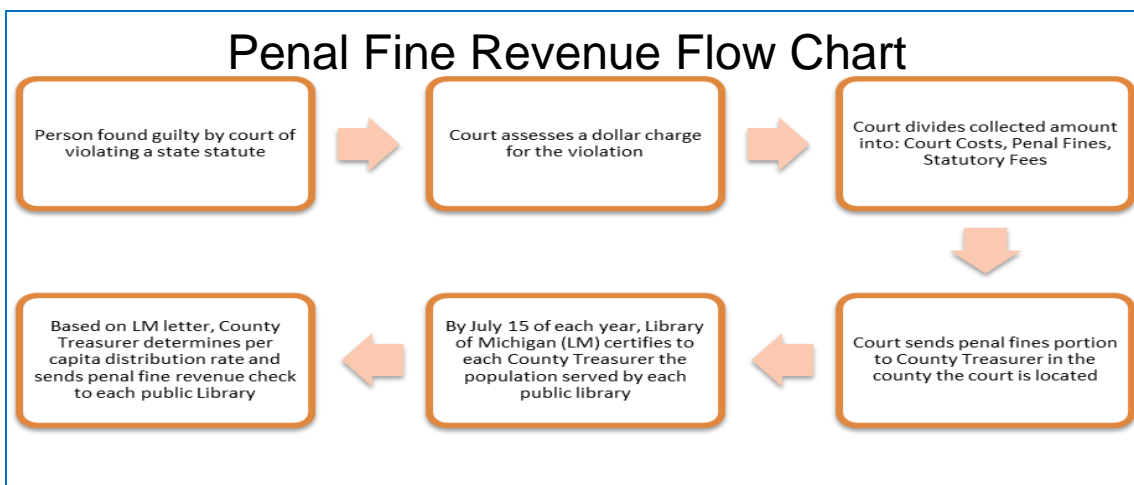 Penal Fine Revenue Flow Chart
Person found guilty by court of
violating a state statute
Court assesses a dollar charge
for the violation
Court divides collected amount
into: Court Costs, Penal Fines,
Statutory Fees
Court sends penal fines portion
to County Treasurer in the
county the court is located
By July 15 of each year, Library
of Michigan (LM) certifies to
each County Treasurer the
population served by each
public library
Based on LM letter, County
Treasurer determines per
capita distribution rate and
sends penal fine revenue check
to each public Library